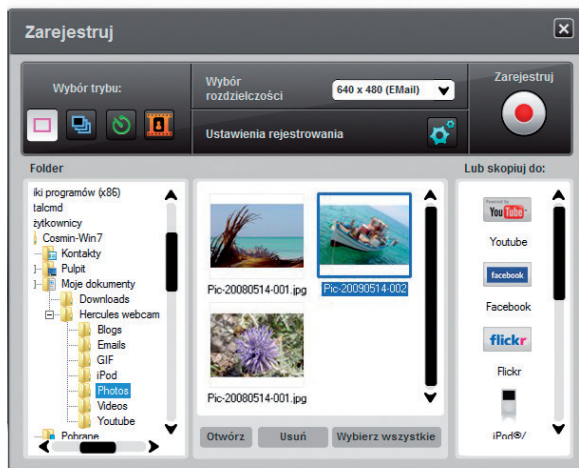 Zarejestruj
Wybór trybu:
Wybór
rozdzielczości
640 x 480 (EMail)
Zarejestruj
Ustawienia rejestrowania
Folder
Lub skopiuj do:
iki programów (x86)
talcmd
żytkownicy
Cosmin-Win7
Kontakty
Pulpit
Moje dokumenty
Downloads
Hercules webcam
Blogs
Emails
GIF
iPod
Photos
Videos
Youtube
Pobrane
Pic-20080514-001.jpg
Pic-20090514-002
Pic-20080514-001.jpg
Otwórz
Usuń
Wybierz wszystkie
Powered by
YouTube
Youtube
facebook
Facebook
flickr
Flickr
iPod®/